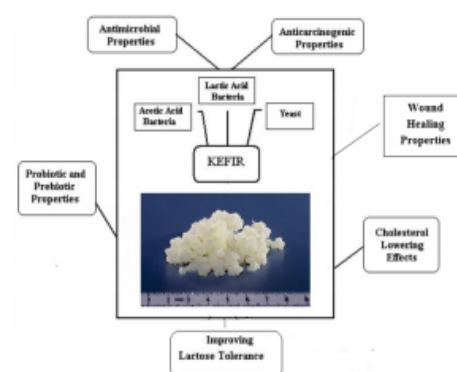 Antimicrobial
Properties
Anticarcinogenic
Properties
Lactic Acid
Bacteria
Acetic Acid
Bacteria
Yeast
KEFIR
Wound
Healing
Properties
Probiotic and
Prebiotic
Properties
Cholesterol
Lowering
Effects
Improving
Lactose Tolerance